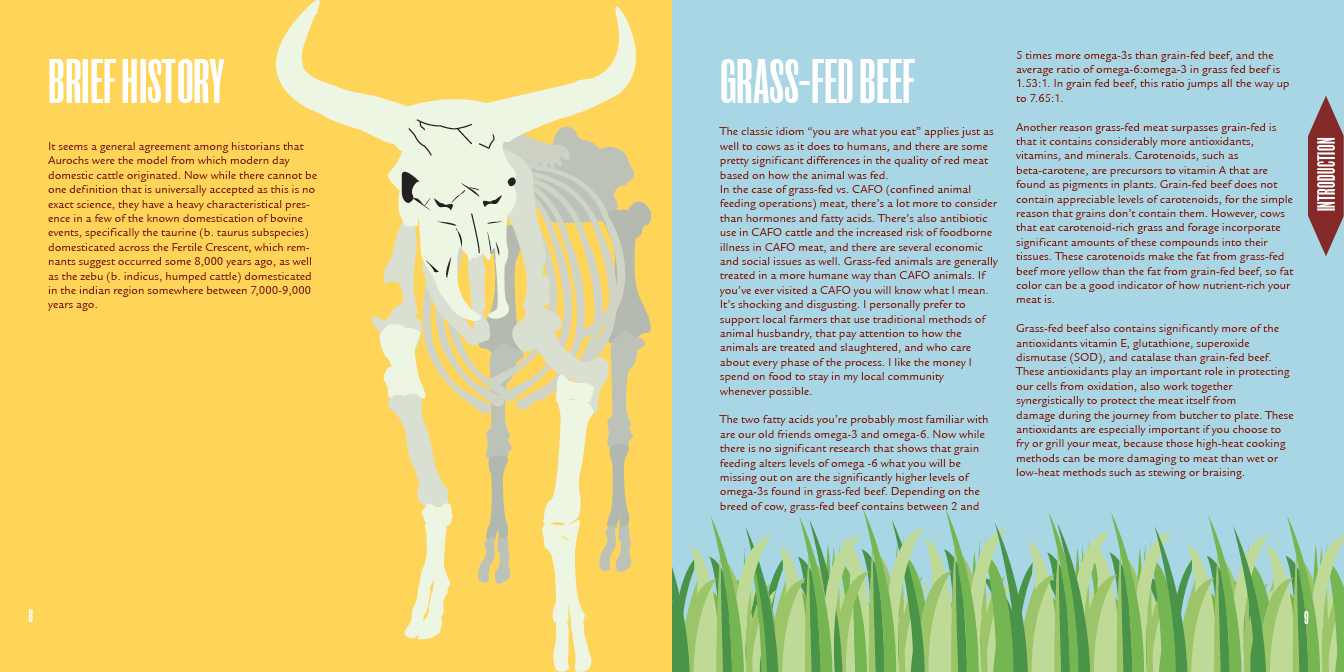 BRIEF HISTORY
It seems a general agreement among historians that
Aurochs were the model from which modern day
domestic cattle originated. Now while there cannot be
one definition that is universally accepted as this is no
exact science, they have a heavy characteristical pres-
ence in a few of the known domestication of bovine
events, specifically the taurine (b. taurus subspecies)
domesticated across the Fertile Crescent, which rem-
nants suggest occurred some 8,000 years ago, as well
as the zebu (b. indicus, humped cattle) domesticated
in the indian region somewhere between 7,000-9,000
years ago.
8
GRASS-FED BEEF
The classic idiom “you are what you eat” applies just as
well to cows as it does to humans, and there are some
pretty significant differences in the quality of red meat
based on how the animal was fed.
In the case of grass-fed vs. CAFO (confined animal
feeding operations) meat, there’s a lot more to consider
than hormones and fatty acids. There’s also antibiotic
use in CAFO cattle and the increased risk of foodborne
illness in CAFO meat, and there are several economic
and social issues as well. Grass-fed animals are generally
treated in a more humane way than CAFO animals. If
you’ve ever visited a CAFO you will know what I mean.
It’s shocking and disgusting. I personally prefer to
support local farmers that use traditional methods of
animal husbandry, that pay attention to how the
animals are treated and slaughtered, and who care
about every phase of the process. I like the money I
spend on food to stay in my local community
whenever possible.
The two fatty acids you’re probably most familiar with
are our old friends omega-3 and omega-6. Now while
there is no significant research that shows that grain
feeding alters levels of omega -6 what you will be
missing out on are the significantly higher levels of
omega-3s found in grass-fed beef. Depending on the
breed of cow, grass-fed beef contains between 2 and
5 times more omega-3s than grain-fed beef, and the
average ratio of omega-6:omega-3 in grass fed beef is
1.53:1. In grain fed beef, this ratio jumps all the way up
to 7.65:1.
Another reason grass-fed meat surpasses grain-fed is
that it contains considerably more antioxidants,
vitamins, and minerals. Carotenoids, such as
beta-carotene, are precursors to vitamin A that are
found as pigments in plants. Grain-fed beef does not
contain appreciable levels of carotenoids, for the simple
reason that grains don’t contain them. However, cows
that eat carotenoid-rich grass and forage incorporate
significant amounts of these compounds into their
tissues. These carotenoids make the fat from grass-fed
beef more yellow than the fat from grain-fed beef, so fat
color can be a good indicator of how nutrient-rich your
meat is.
Grass-fed beef also contains significantly more of the
antioxidants vitamin E, glutathione, superoxide
dismutase (SOD), and catalase than grain-fed beef.
These antioxidants play an important role in protecting
our cells from oxidation, also work together
synergistically to protect the meat itself from
damage during the journey from butcher to plate. These
antioxidants are especially important if you choose to
fry or grill your meat, because those high-heat cooking
methods can be more damaging to meat than wet or
low-heat methods such as stewing or braising.
INTRODUCTION
9